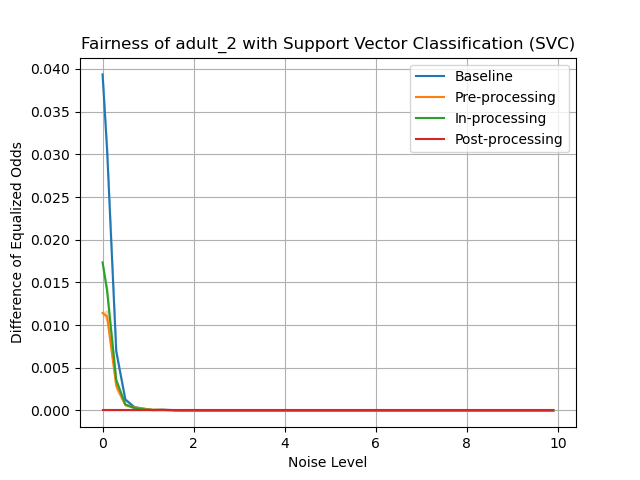 Fairness of adult_2 with Support Vector Classification (SVC)
0.040
0.035
0.030
0.025
0.020
0.015
0.010
0.005
0.000
Difference of Equalized Odds
Baseline
Pre-processing
In-processing
Post-processing
0
2
4
6
8
10
Noise Level